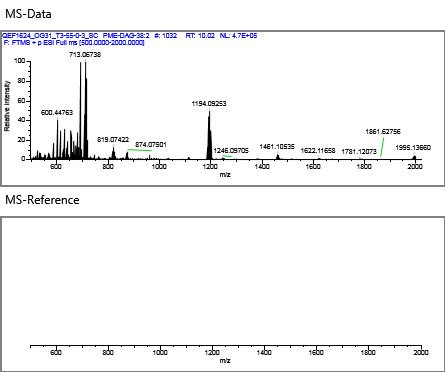 MS-Data
QEF1624_OG31_T3-55-0-3_SC PME-DAG-38:2 #: 1032 RT: 10.02 NL: 4.7E+05
F: FTMS + p ESI Full ms [500.0000-2000.0000]
713.06738
100
80
60
40
20
0
Relative Intensity
600.44763
819.07422
874.07501
1194.09253
1246.09705
1461.10535
1622.11658
1781.12073
1861.62756
1995.13660
600 800 1000 1200 1400 1600 1800 2000
m/z
MS-Reference
600 800 1000 1200 1400 1600 1800 2000
m/z